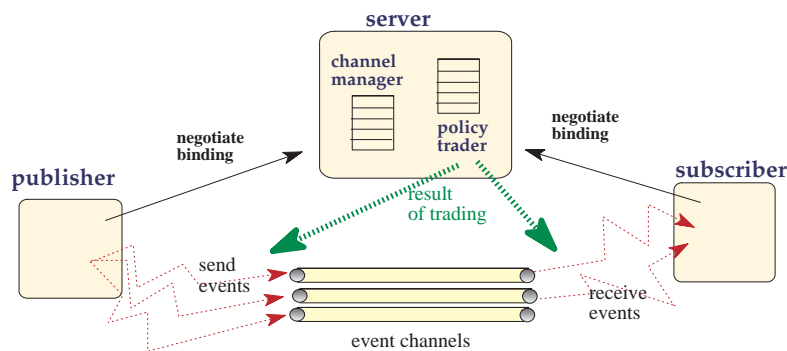 server
channel
manager
policy
trader
negotiate
binding
negotiate
binding
publisher
subscriber
result
of trading
send
events
receive
events
event channels